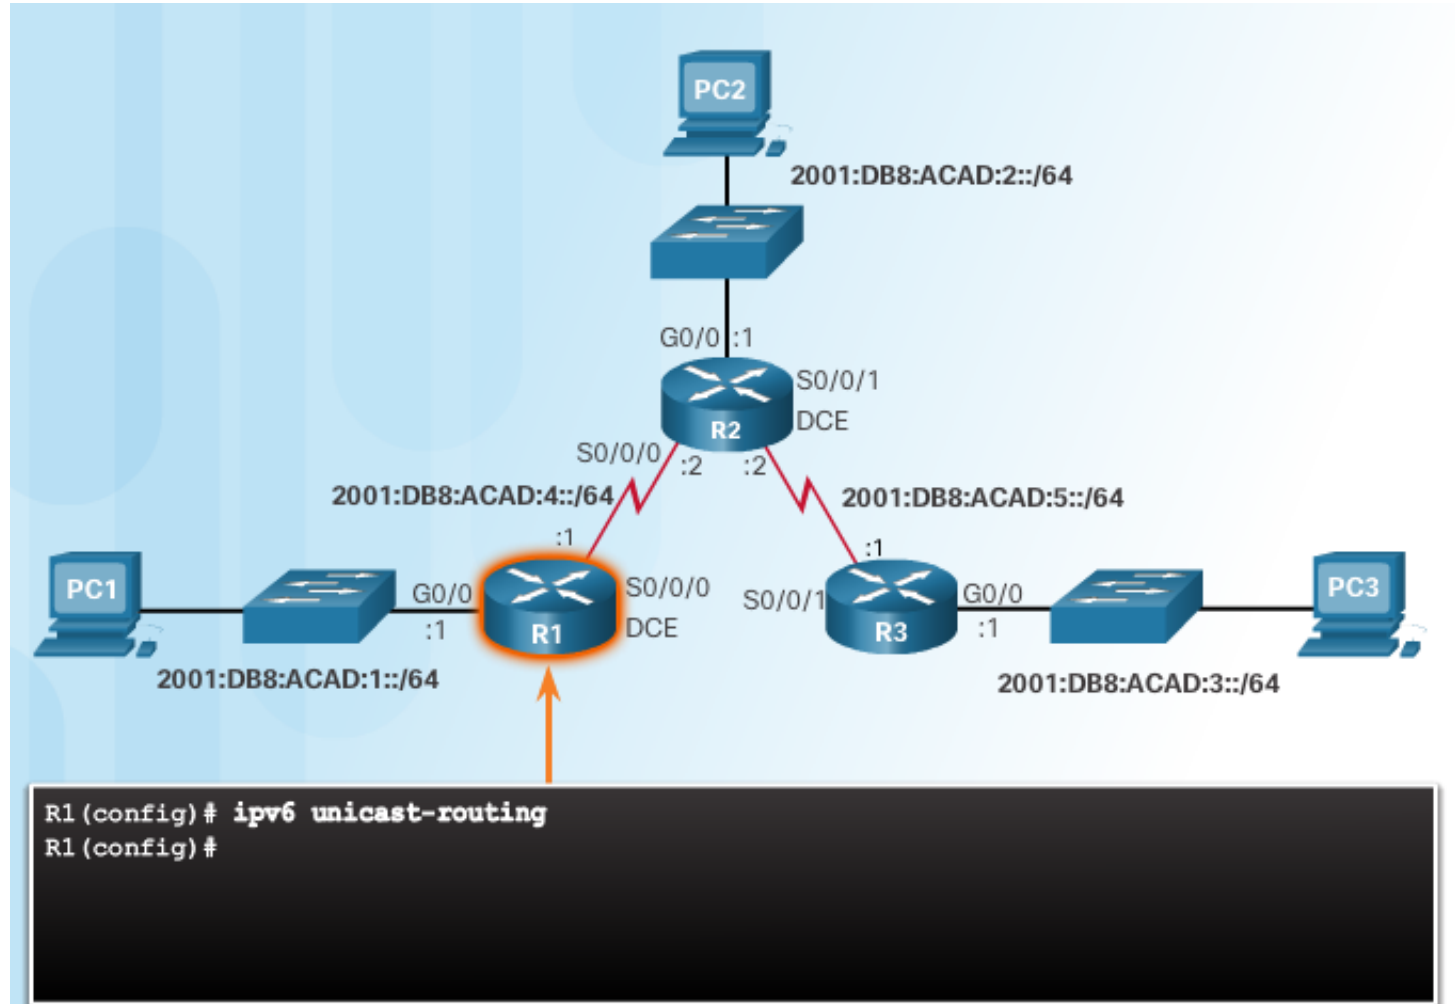 PC2
2001:DB8:ACAD:2::/64
G0/0 :1
S0/0/1
DCE
R2
S0/0/0
:2 :2
2001:DB8:ACAD:4::/64
2001:DB8:ACAD:5::/64
:1
:1
PC1
G0/0
:1
S0/0/0
DCE
R1
S0/0/1
R3
G0/0
:1
PC3
2001:DB8:ACAD:1::/64
2001:DB8:ACAD:3::/64
R1(config)# ipv6 unicast-routing
R1(config)#